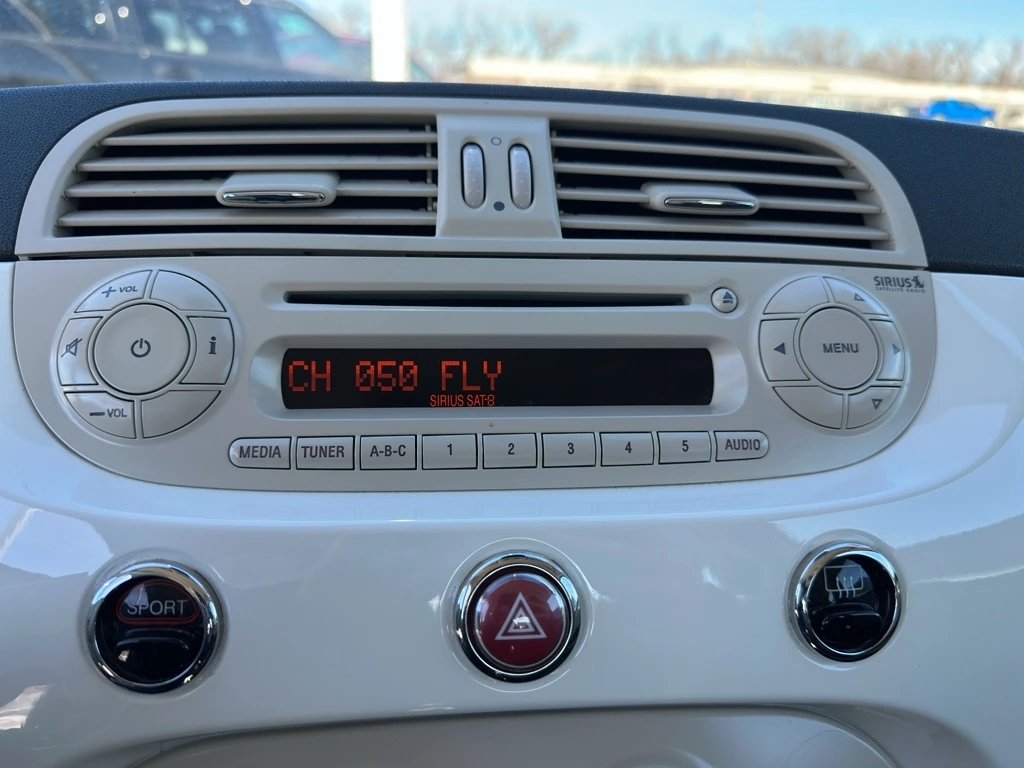 + VOL
SIRIUS
SATELLITE RADIO
i
MENU
CH 050 FLY
SIRIUS SAT-8
– VOL
MEDIA TUNER A-B-C 1 2 3 4 5 AUDIO
SPORT